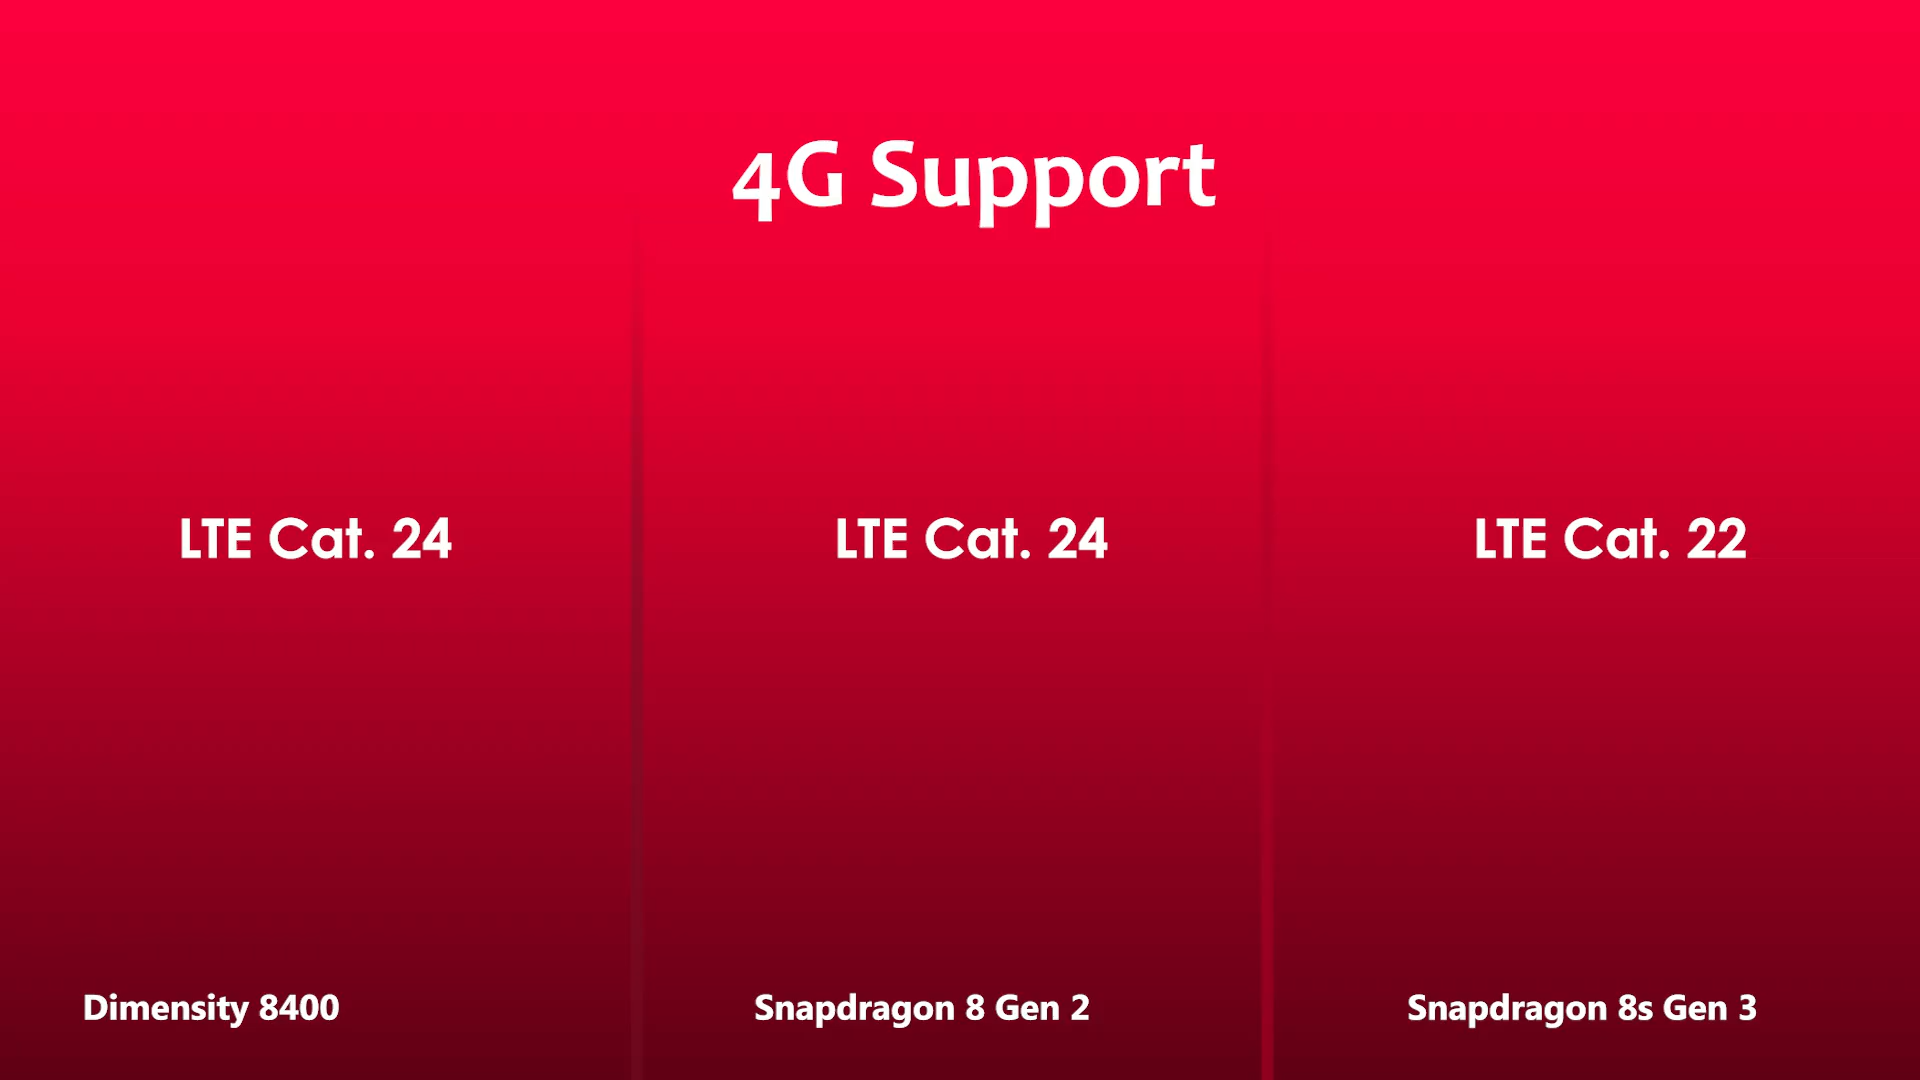 4G Support
LTE Cat. 24
LTE Cat. 24
LTE Cat. 22
Dimensity 8400
Snapdragon 8 Gen 2
Snapdragon 8s Gen 3